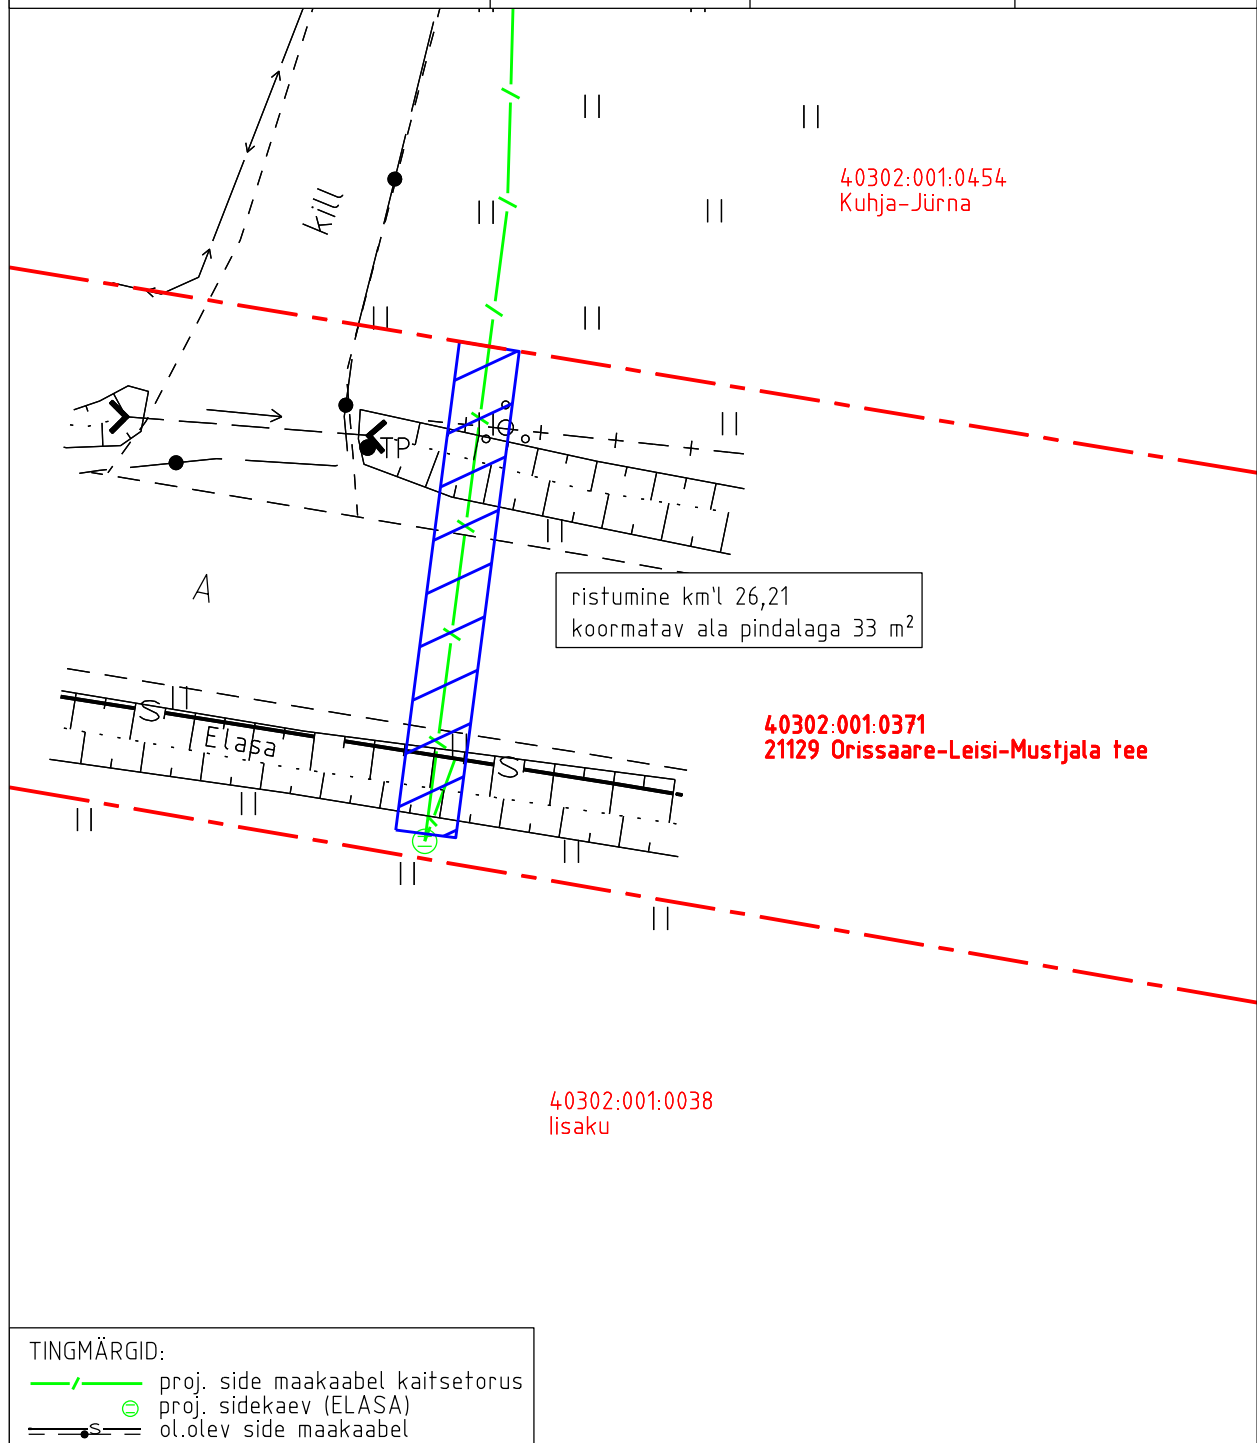 40302:001:0454
Kuhja-Jürna
kill
TP
A
ristumine km'l 26,21
koormatav ala pindalaga 33 m²
40302:001:0371
21129 Orissaare-Leisi-Mustjala tee
S
Elasa
S
40302:001:0038
Iisaku
TINGMÄRGID:
proj. side maakaabel kaitsetorus
proj. sidekaev (ELASA)
S
ol.olev side maakaabel